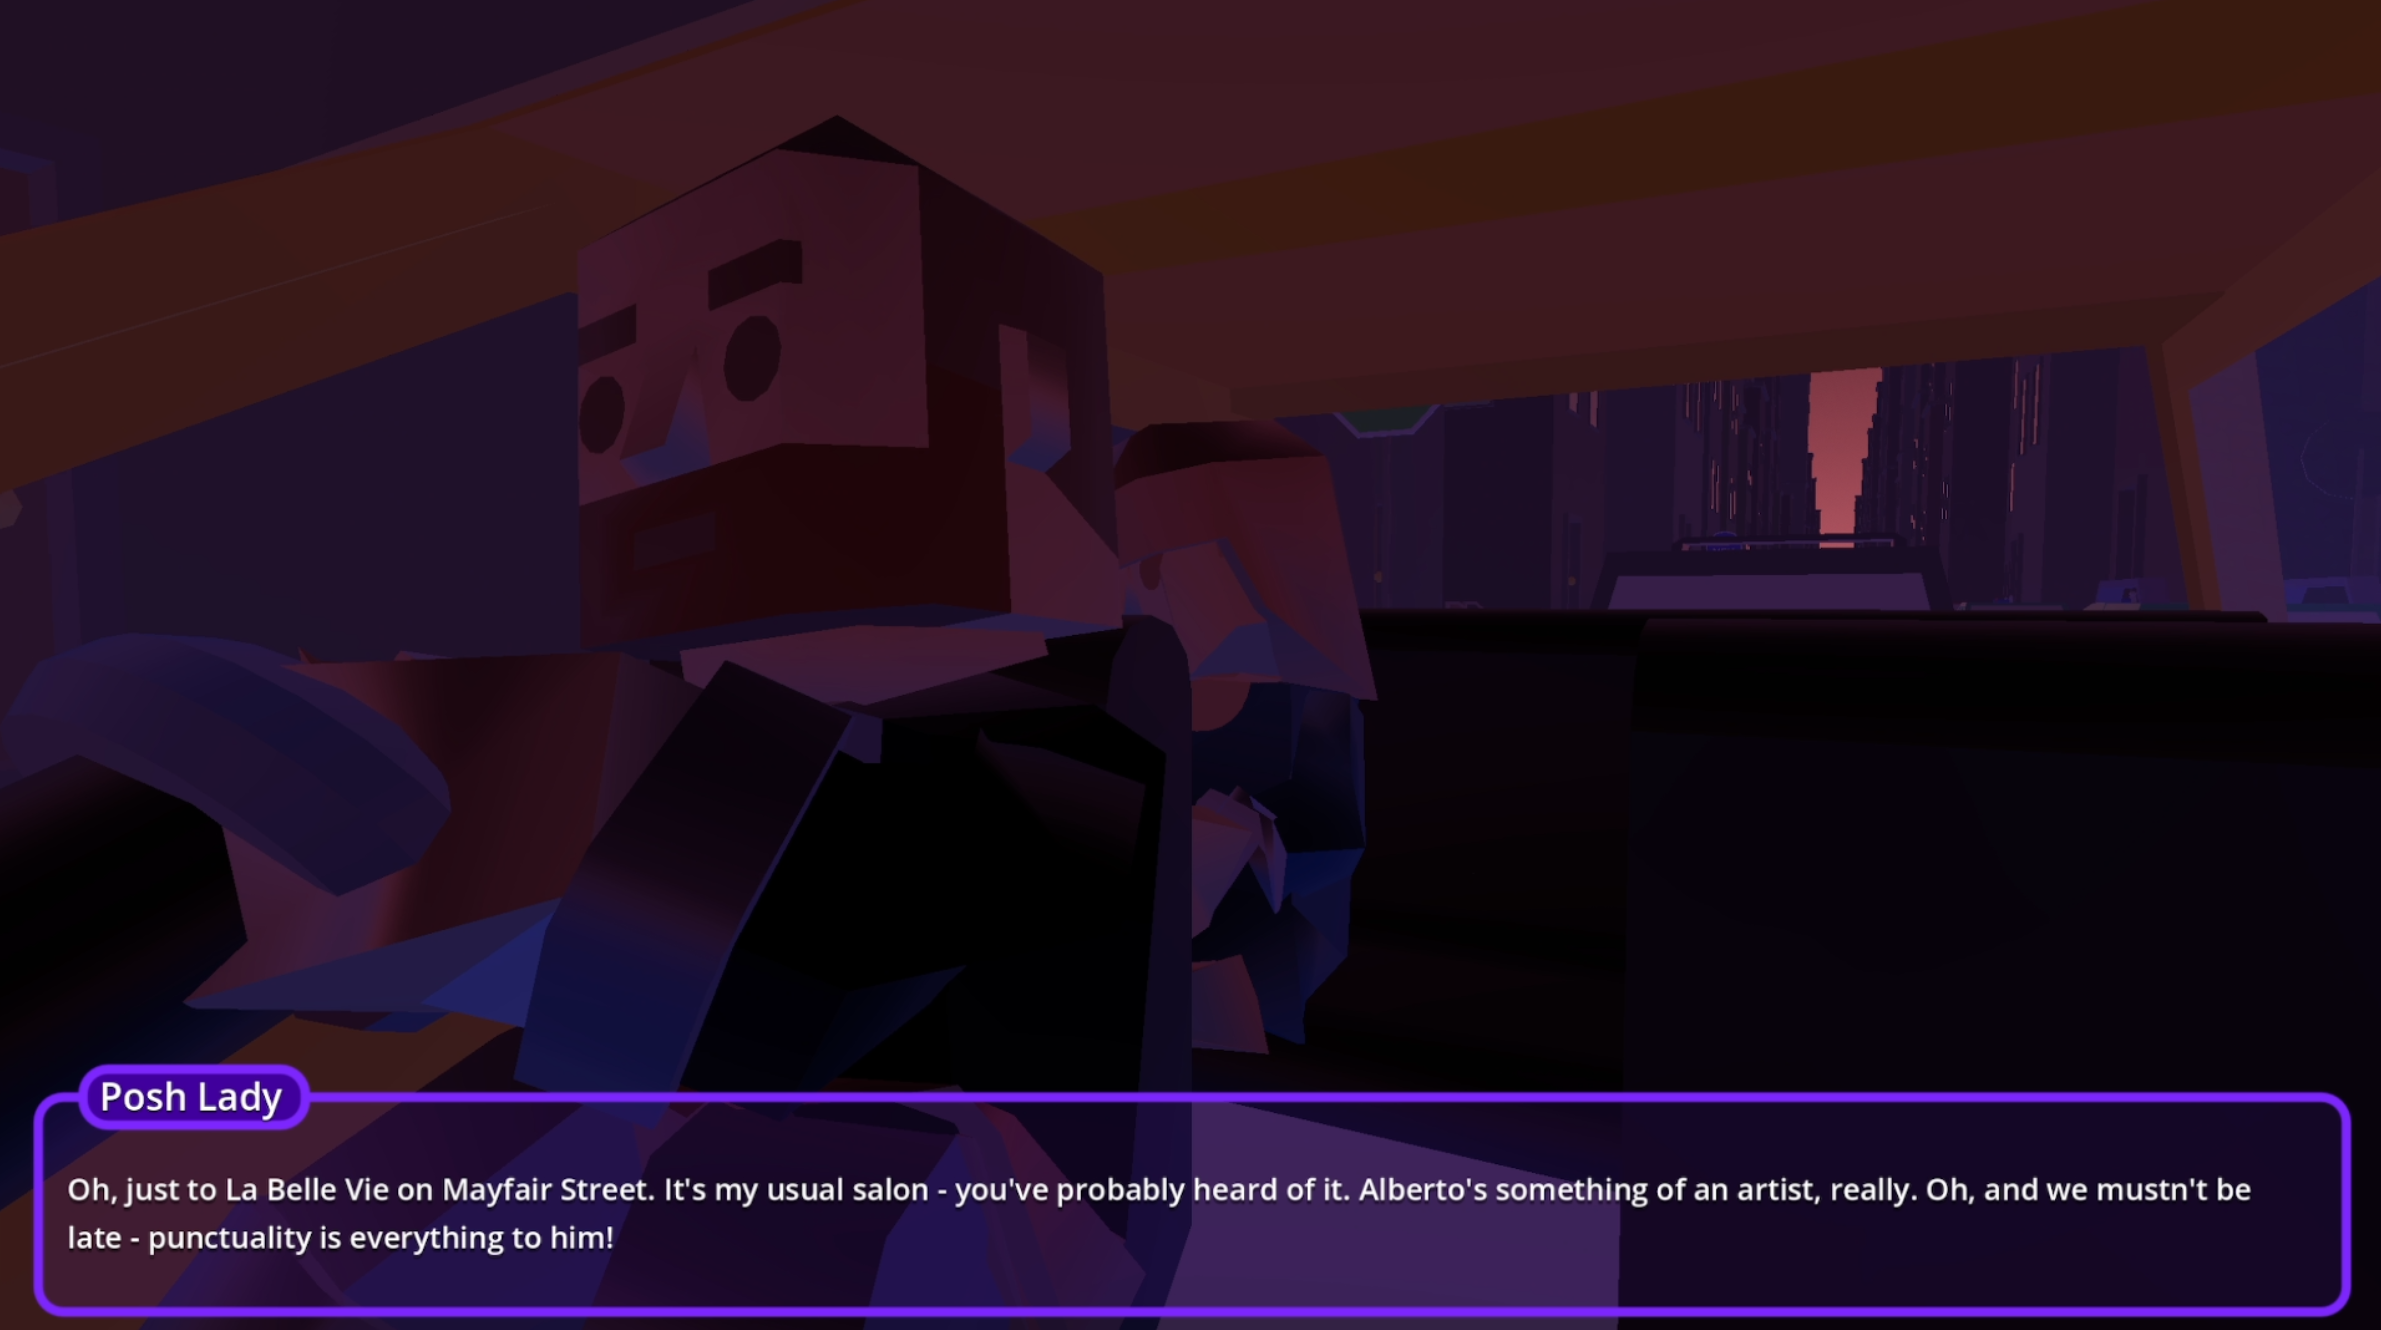 Posh Lady
Oh, just to La Belle Vie on Mayfair Street. It's my usual salon - you've probably heard of it. Alberto's something of an artist, really. Oh, and we mustn't be
late - punctuality is everything to him!